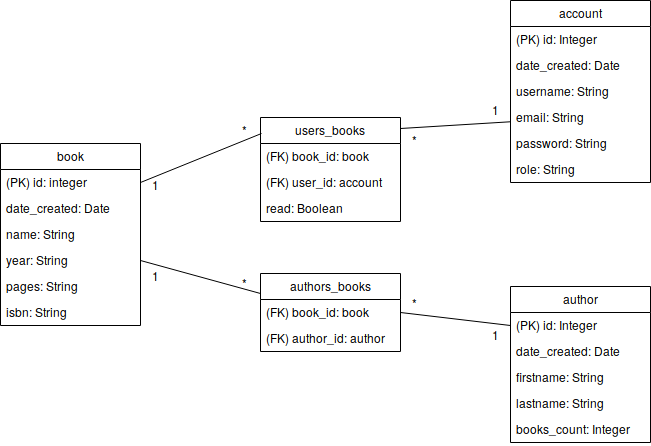 account
(PK) id: Integer
date_created: Date
username: String
email: String
password: String
role: String
1
*
users_books
(FK) book_id: book
(FK) user_id: account
read: Boolean
*
1
book
(PK) id: integer
date_created: Date
name: String
year: String
pages: String
isbn: String
1
*
authors_books
(FK) book_id: book
(FK) author_id: author
*
1
author
(PK) id: Integer
date_created: Date
firstname: String
lastname: String
books_count: Integer